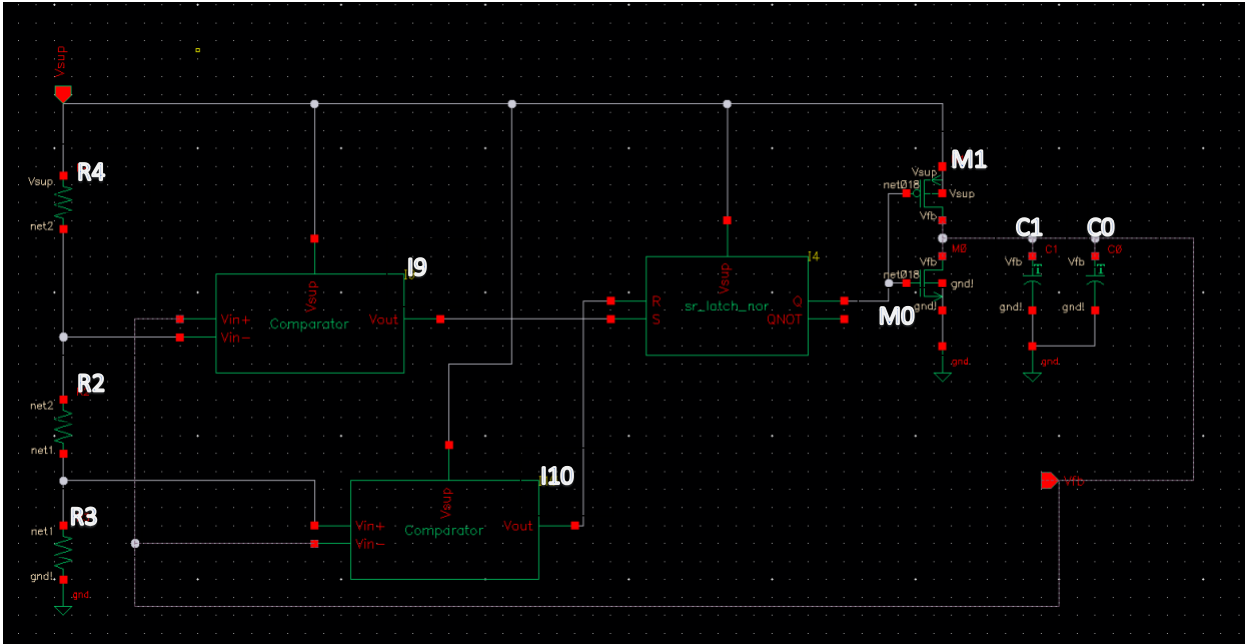 Vsup
R4
Vsup
net2
R2
net2
net1
R3
net1
gnd!
gnd
I9
Vsup
Comparator
Vin+
Vin-
Vout
I10
Vsup
Comparator
Vin+
Vin-
Vout
I4
Vsup
sr_latch_nor
R
S
Q
QNOT
M1
Vsup
net018
Vsup
Vfb
M0
Vfb
net018
gnd!
gnd!
M0
gnd
C1
C1
Vfb
gnd!
gnd
C0
C0
Vfb
gnd!
Vfb